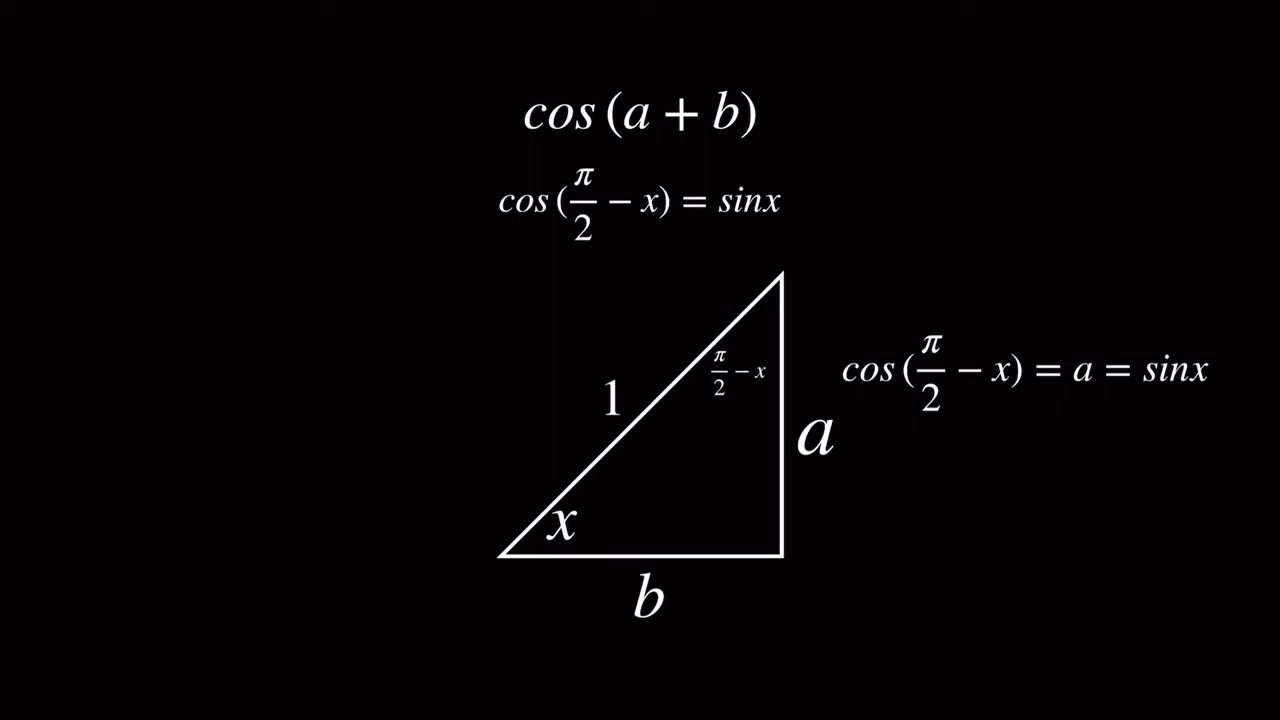 cos (a + b)
cos (π/2 − x) = sinx
π/2 − x
cos (π/2 − x) = a = sinx
1
a
x
b